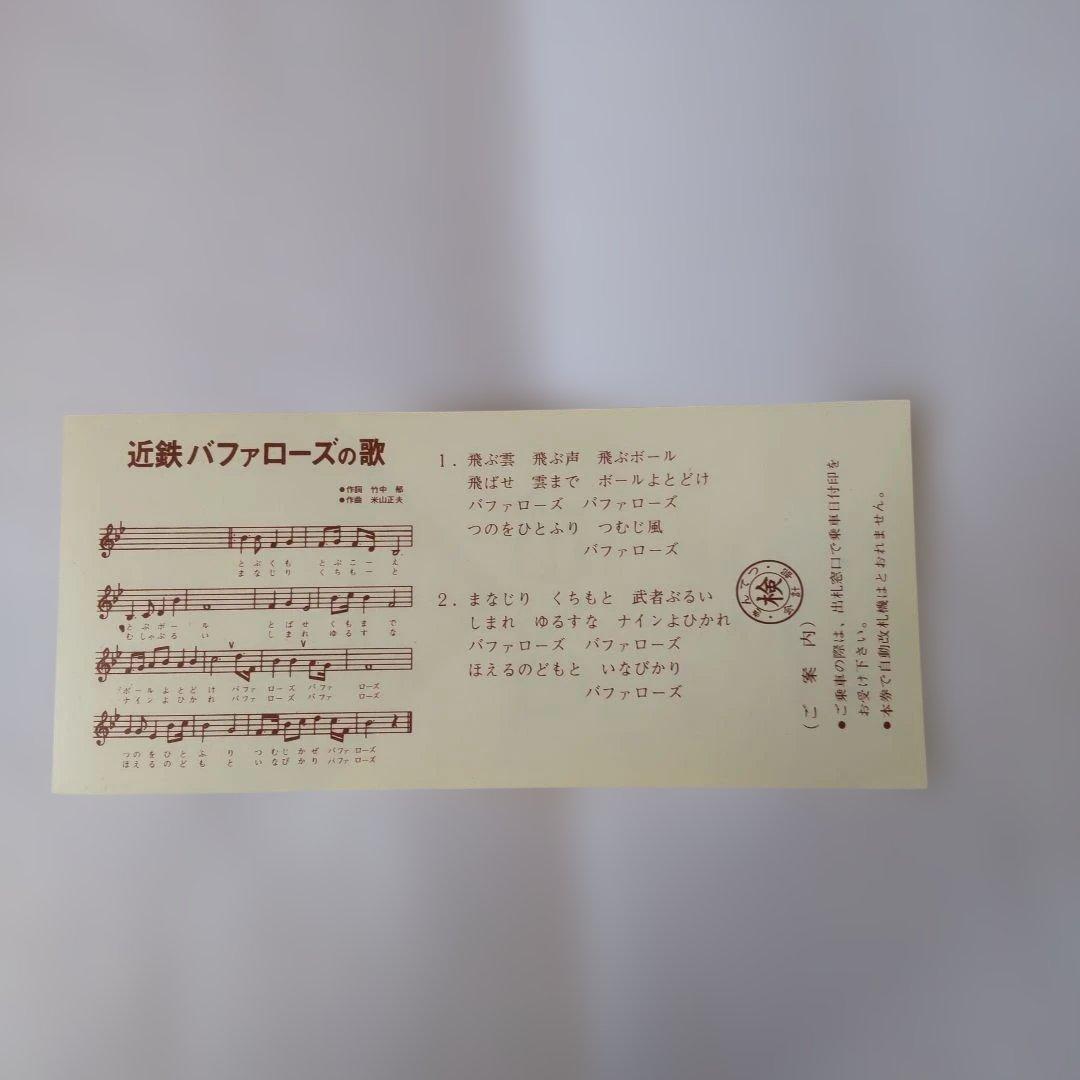 近鉄バファローズの歌
●作詞 竹中 郁
●作曲 米山正夫
とぶくも とぶこーえ
まなじり くちもーと
とぶボール とばせ くもまで
むしゃぶるい しまれ ゆるすな
ボールよとどけ バファローズ バファローズ
ナインよひかれ バファローズ バファローズ
つのをひとふり つむじかぜ バファローズ
ほえるのどもと いなびかり バファローズ
1. 飛ぶ雲 飛ぶ声 飛ぶボール
飛ばせ 雲まで ボールよとどけ
バファローズ バファローズ
つのをひとふり つむじ風
バファローズ
2. まなじり くちもと 武者ぶるい
しまれ ゆるすな ナインよひかれ
バファローズ バファローズ
ほえるのどもと いなびかり
バファローズ
きんてつ
検
(ご案内)
●ご乗車の際は、出札窓口で乗車日付印を
お受け下さい。
●本券で自動改札機はとおれません。